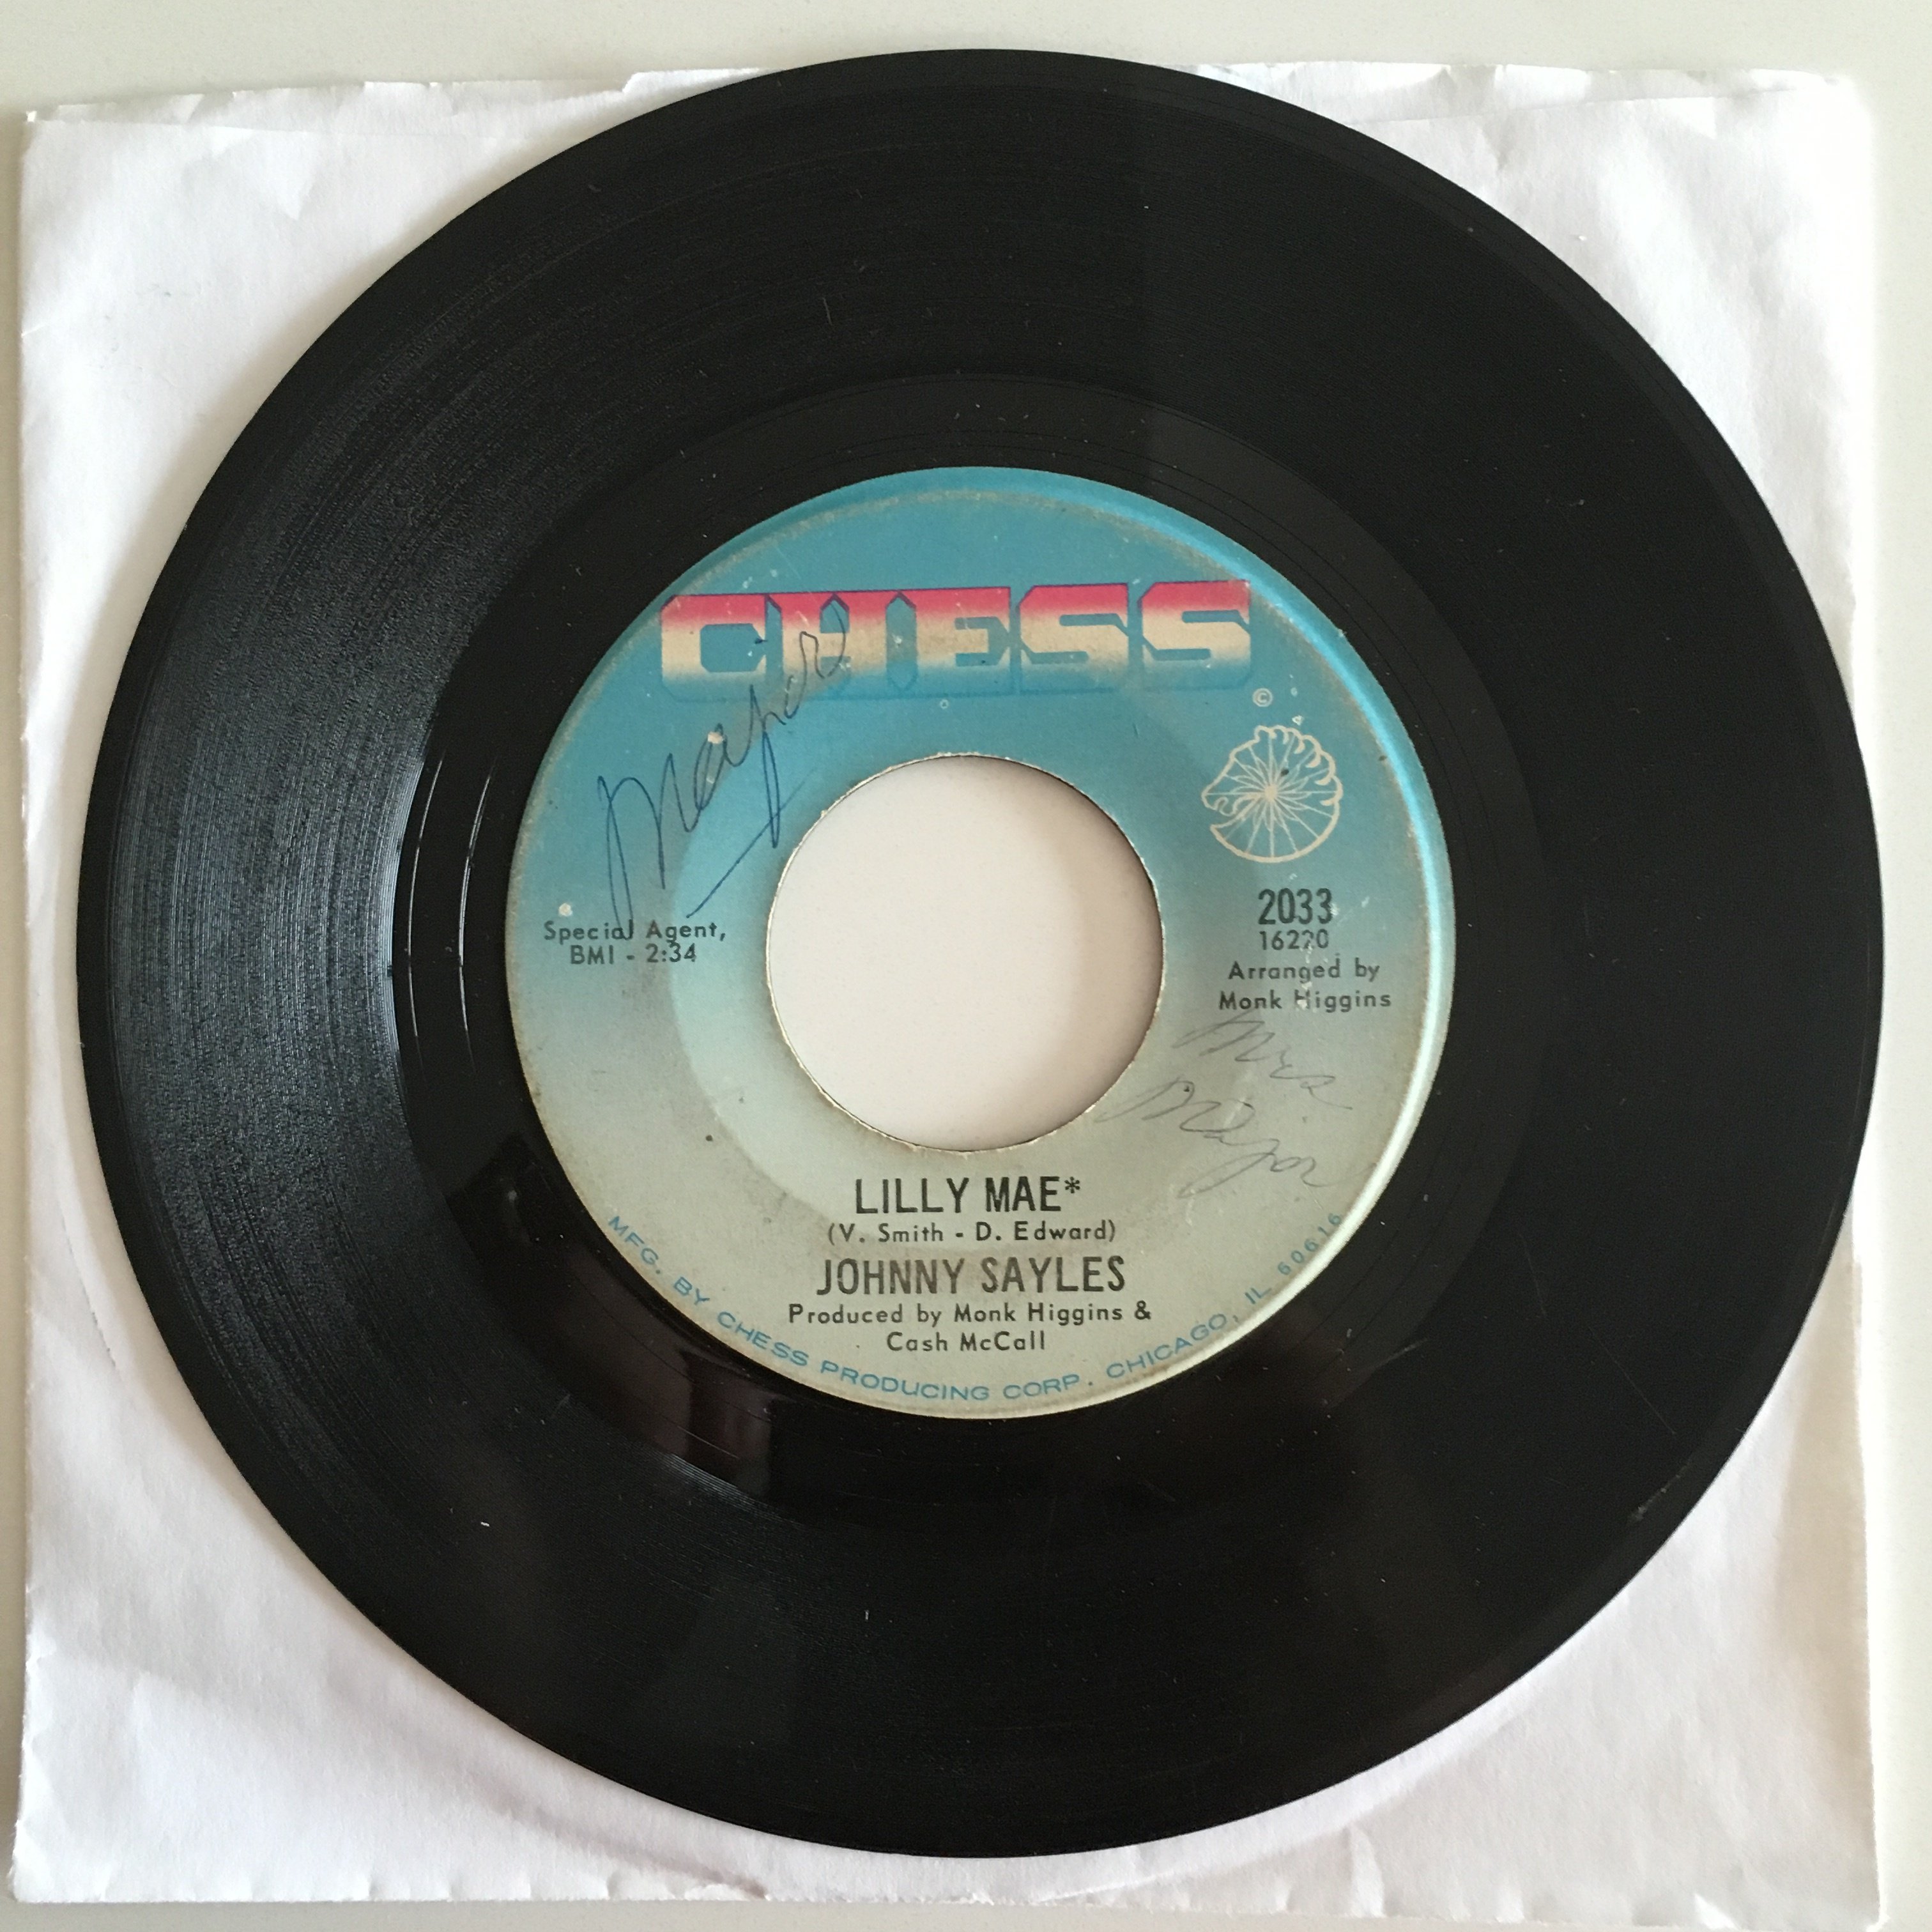 CHESS
©
Major
Special Agent,
BMI - 2:34
2033
16220
Arranged by
Monk Higgins
Mrs
Major
LILLY MAE*
(V. Smith - D. Edward)
JOHNNY SAYLES
Produced by Monk Higgins &
Cash McCall
MFG. BY CHESS PRODUCING CORP. CHICAGO, IL 60616